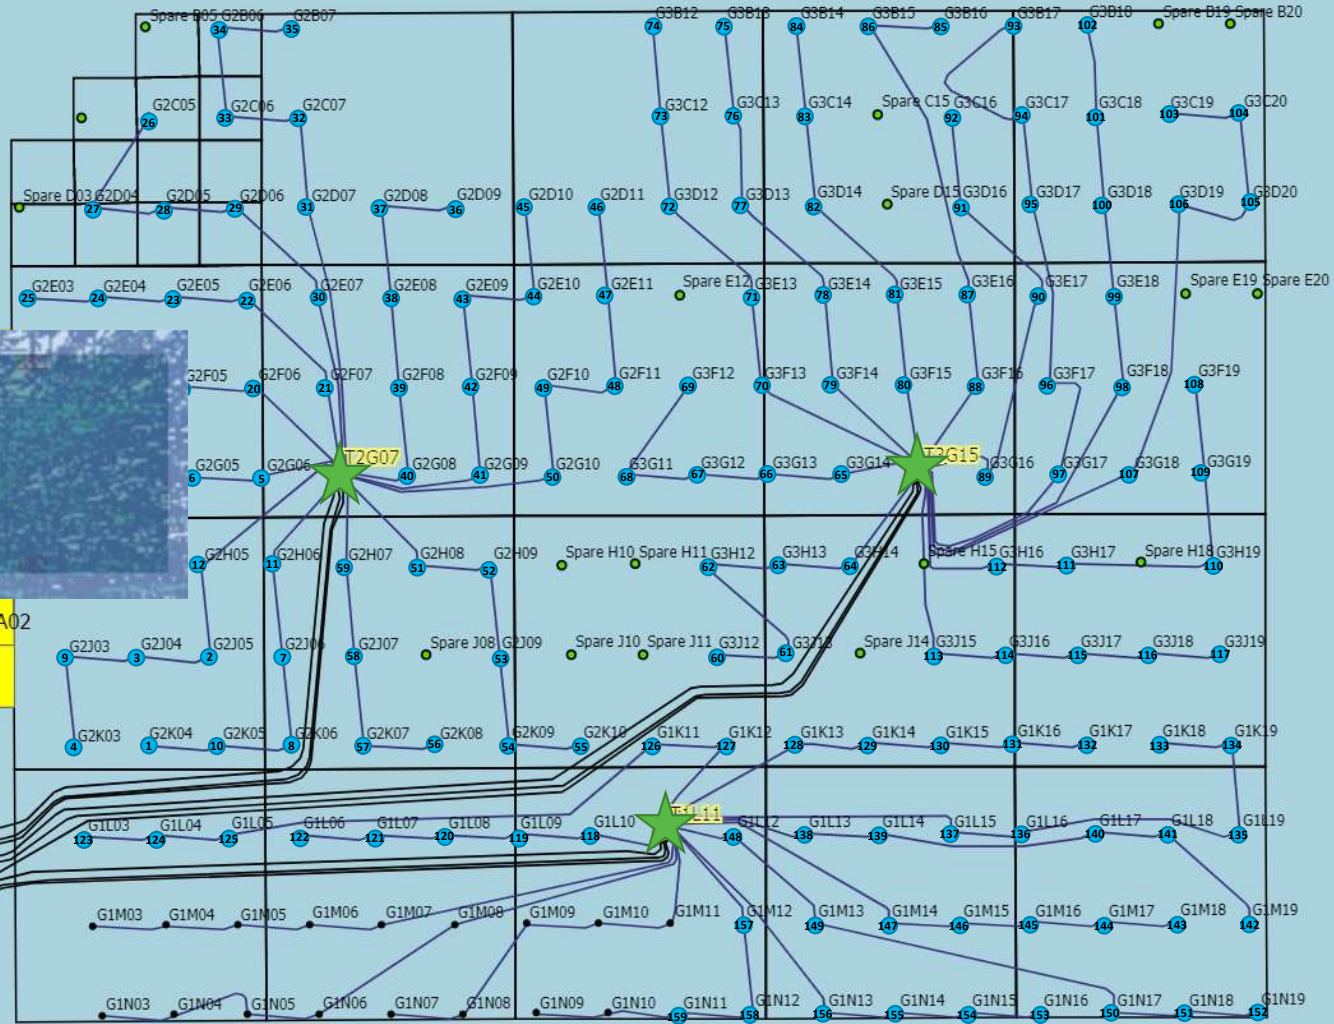 Spare B05 G2B06 G2B07 G3B12 G3B13 G3B14 G3B15 G3B16 G3B17 G3B18 Spare B19 Spare B20
34 35 74 75 84 86 85 93 102
G2C05 G2C06 G2C07 G3C12 G3C13 G3C14 Spare C15 G3C16 G3C17 G3C18 G3C19 G3C20
26 33 32 73 76 83 92 94 101 103 104
Spare D03 G2D04 G2D05 G2D06 G2D07 G2D08 G2D09 G2D10 G2D11 G3D12 G3D13 G3D14 Spare D15 G3D16 G3D17 G3D18 G3D19 G3D20
27 28 29 31 37 36 45 46 72 77 82 91 95 100 106 105
G2E03 G2E04 G2E05 G2E06 G2E07 G2E08 G2E09 G2E10 G2E11 Spare E12 G3E13 G3E14 G3E15 G3E16 G3E17 G3E18 Spare E19 Spare E20
25 24 23 22 30 38 43 44 47 71 78 81 87 90 99
G2F05 G2F06 G2F07 G2F08 G2F09 G2F10 G2F11 G3F12 G3F13 G3F14 G3F15 G3F16 G3F17 G3F18 G3F19
20 21 39 42 49 48 69 70 79 80 88 96 98 108
G2G05 G2G06 T2G07 G2G08 G2G09 G2G10 G3G11 G3G12 G3G13 G3G14 T3G15 G3G16 G3G17 G3G18 G3G19
6 5 40 41 50 68 67 66 65 89 97 107 109
G2H05 G2H06 G2H07 G2H08 G2H09 Spare H10 Spare H11 G3H12 G3H13 G3H14 Spare H15 G3H16 G3H17 Spare H18 G3H19
12 11 59 51 52 62 63 64 112 111 110
A02
G2J03 G2J04 G2J05 G2J06 G2J07 Spare J08 G2J09 Spare J10 Spare J11 G3J12 G3J13 Spare J14 G3J15 G3J16 G3J17 G3J18 G3J19
9 3 2 7 58 53 60 61 113 114 115 116 117
G2K03 G2K04 G2K05 G2K06 G2K07 G2K08 G2K09 G2K10 G1K11 G1K12 G1K13 G1K14 G1K15 G1K16 G1K17 G1K18 G1K19
4 1 10 8 57 56 54 55 126 127 128 129 130 131 132 133 134
G1L03 G1L04 G1L05 G1L06 G1L07 G1L08 G1L09 G1L10 G1L12 G1L13 G1L14 G1L15 G1L16 G1L17 G1L18 G1L19
123 124 125 122 121 120 119 118 148 138 139 137 136 140 141 135
G1M03 G1M04 G1M05 G1M06 G1M07 G1M08 G1M09 G1M10 G1M11 G1M12 G1M13 G1M14 G1M15 G1M16 G1M17 G1M18 G1M19
157 149 147 146 145 144 143 142
G1N03 G1N04 G1N05 G1N06 G1N07 G1N08 G1N09 G1N10 G1N11 G1N12 G1N13 G1N14 G1N15 G1N16 G1N17 G1N18 G1N19
159 158 156 155 154 153 150 151 152